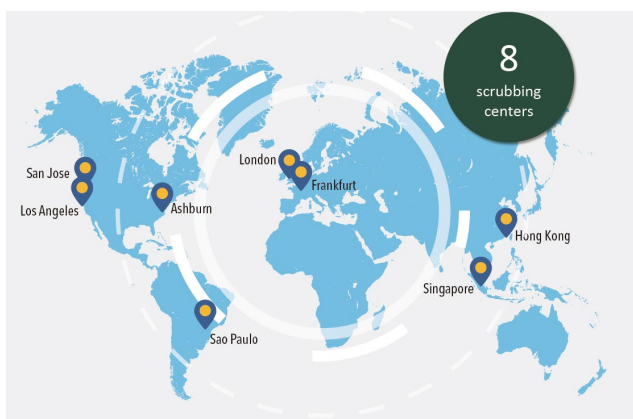 8
scrubbing
centers
London
San Jose
Frankfurt
Los Angeles
Ashburn
Hong Kong
Singapore
Sao Paulo